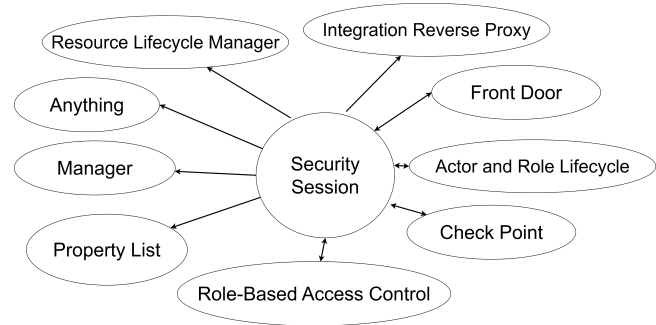 Integration Reverse Proxy
Resource Lifecycle Manager
Front Door
Anything
Security
Session
Actor and Role Lifecycle
Manager
Check Point
Property List
Role-Based Access Control